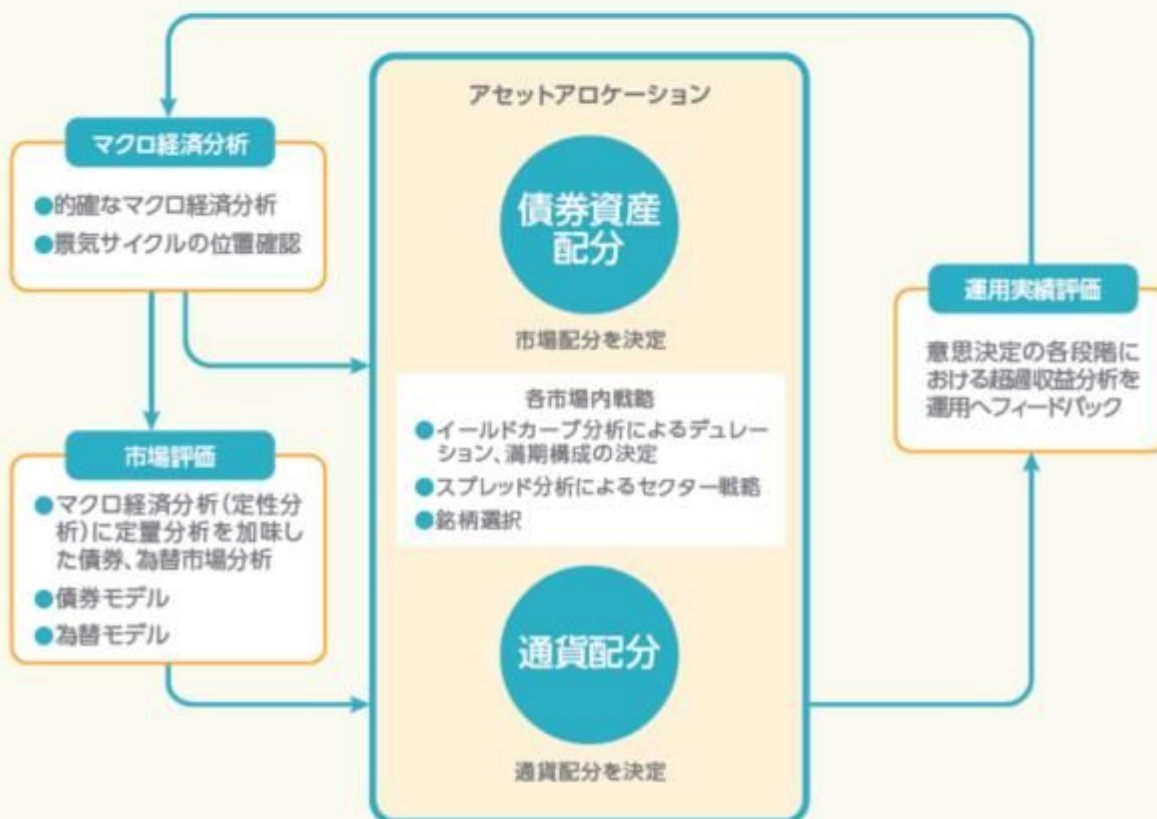 マクロ経済分析
●的確なマクロ経済分析
●景気サイクルの位置確認
市場評価
●マクロ経済分析(定性分
析)に定量分析を加味し
た債券、為替市場分析
●債券モデル
●為替モデル
アセットアロケーション
債券資産
配分
市場配分を決定
各市場内戦略
●イールドカーブ分析によるデュレー
ション、満期構成の決定
●スプレッド分析によるセクター戦略
●銘柄選択
通貨配分
通貨配分を決定
運用実績評価
意思決定の各段階に
おける超過収益分析を
運用へフィードバック